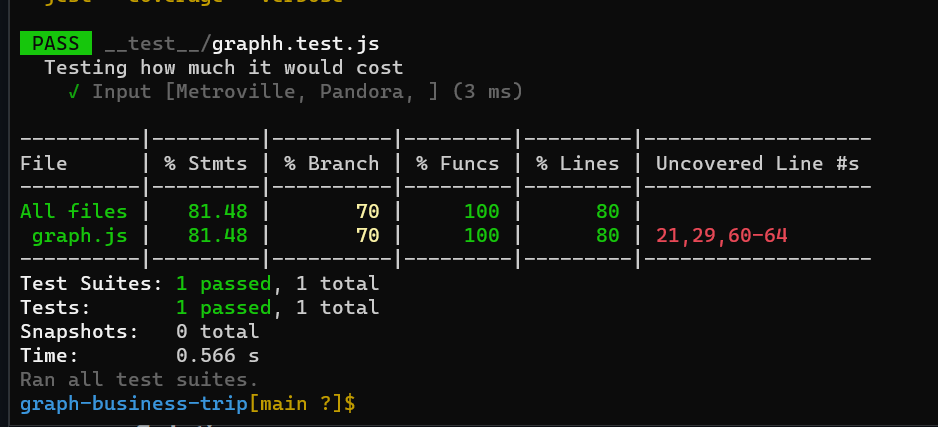 jest --coverage --verbose
PASS __test__/graphh.test.js
Testing how much it would cost
✓ Input [Metroville, Pandora, ] (3 ms)
----------|---------|----------|---------|---------|-------------------
File      | % Stmts | % Branch | % Funcs | % Lines | Uncovered Line #s
----------|---------|----------|---------|---------|-------------------
All files |   81.48 |       70 |     100 |      80 |
 graph.js |   81.48 |       70 |     100 |      80 | 21,29,60-64
----------|---------|----------|---------|---------|-------------------
Test Suites: 1 passed, 1 total
Tests:       1 passed, 1 total
Snapshots:   0 total
Time:        0.566 s
Ran all test suites.
graph-business-trip[main ?]$